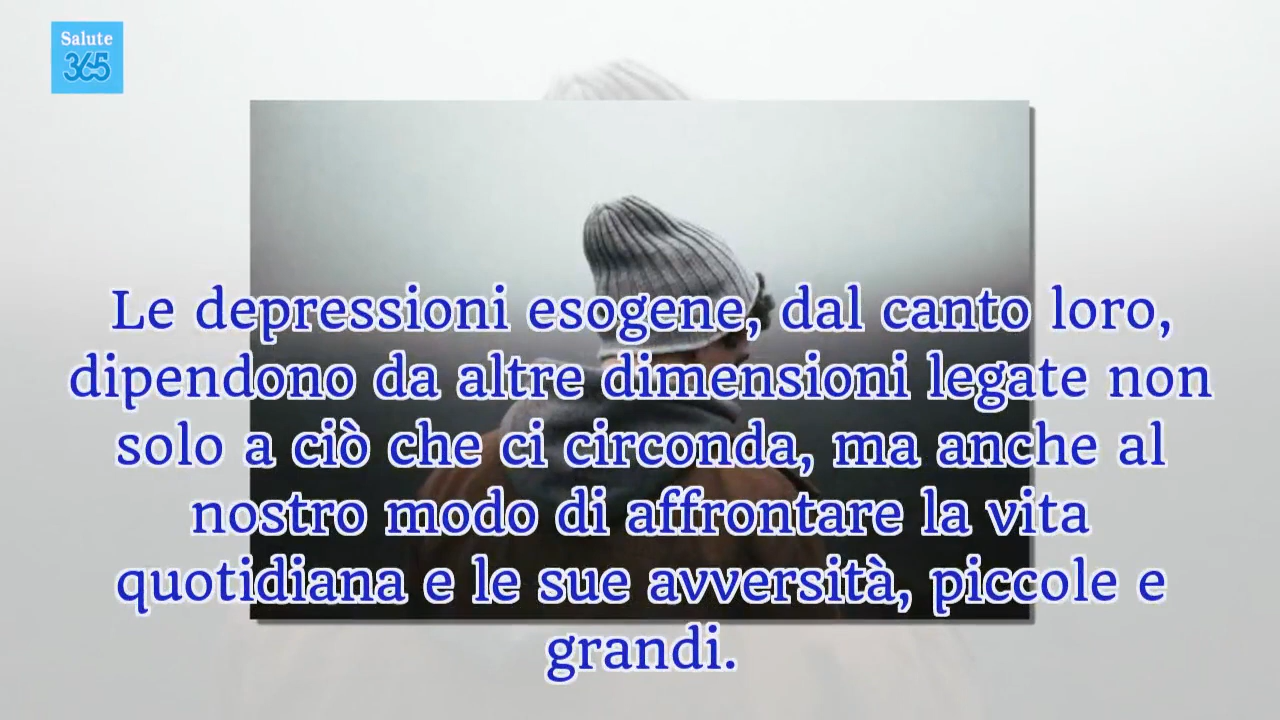 Salute
365
Le depressioni esogene, dal canto loro,
dipendono da altre dimensioni legate non
solo a ciò che ci circonda, ma anche al
nostro modo di affrontare la vita
quotidiana e le sue avversità, piccole e
grandi.